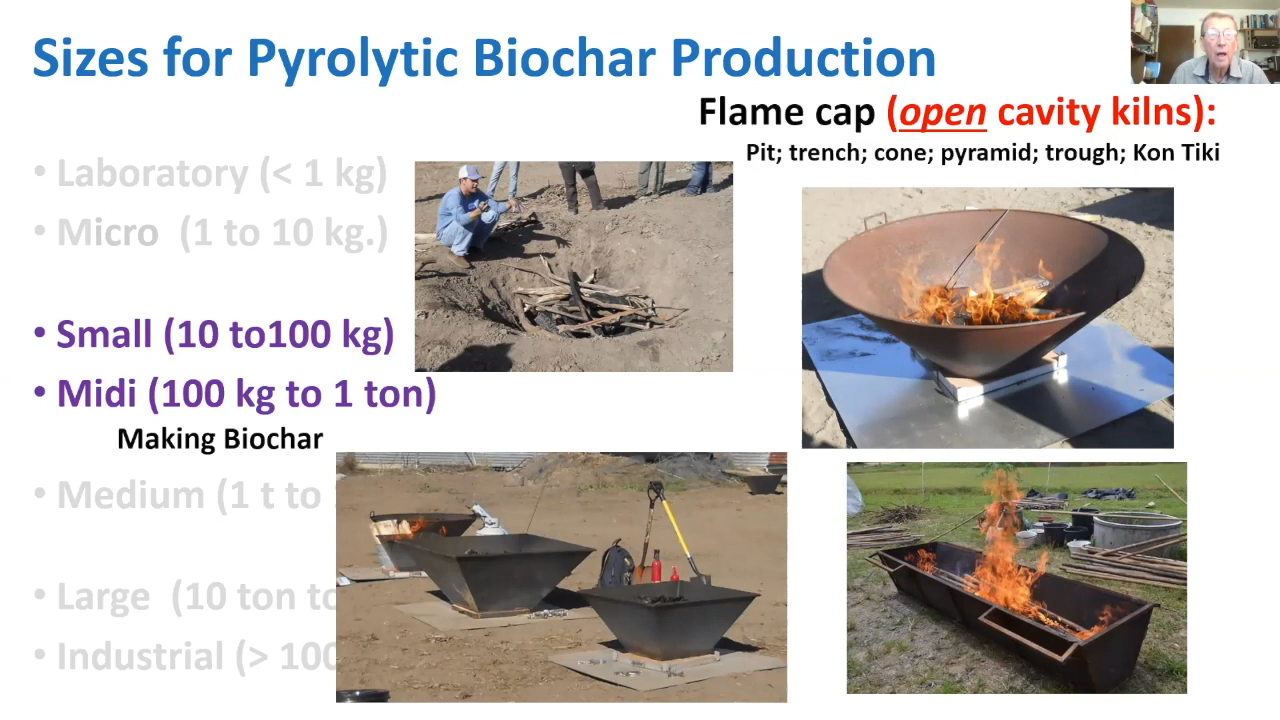 Sizes for Pyrolytic Biochar Production
Flame cap (open cavity kilns):
Pit; trench; cone; pyramid; trough; Kon Tiki
• Laboratory (< 1 kg)
• Micro (1 to 10 kg.)
• Small (10 to100 kg)
• Midi (100 kg to 1 ton)
Making Biochar
• Medium (1 t to
• Large (10 ton to
• Industrial (> 100